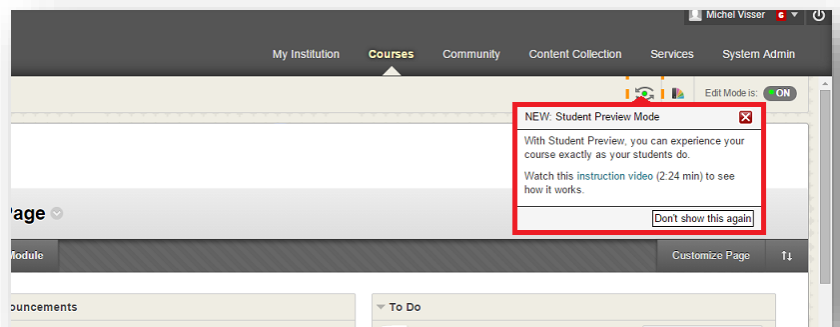 Michel Visser 6
My Institution Courses Community Content Collection Services System Admin
Edit Mode is: ON
NEW: Student Preview Mode
With Student Preview, you can experience your
course exactly as your students do.
Watch this instruction video (2:24 min) to see
how it works.
Don't show this again
Page
Module
Customize Page
ouncements
To Do